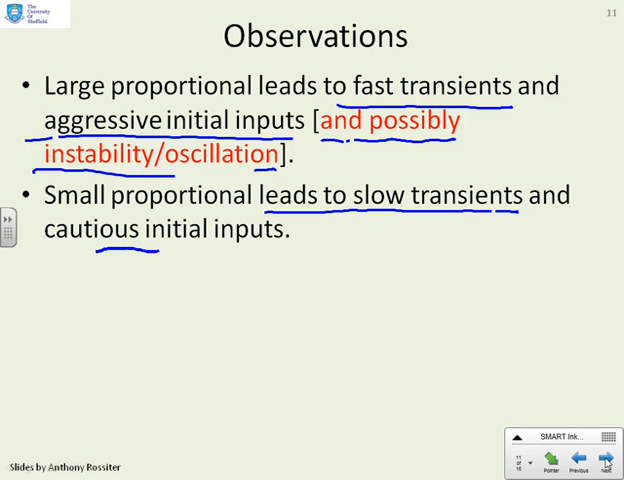 The
University
Of
Sheffield.
11
Observations
• Large proportional leads to fast transients and
aggressive initial inputs [and possibly
instability/oscillation].
• Small proportional leads to slow transients and
cautious initial inputs.
SMART Ink...
11
of
16
Pointer
Previous
Next
Slides by Anthony Rossiter